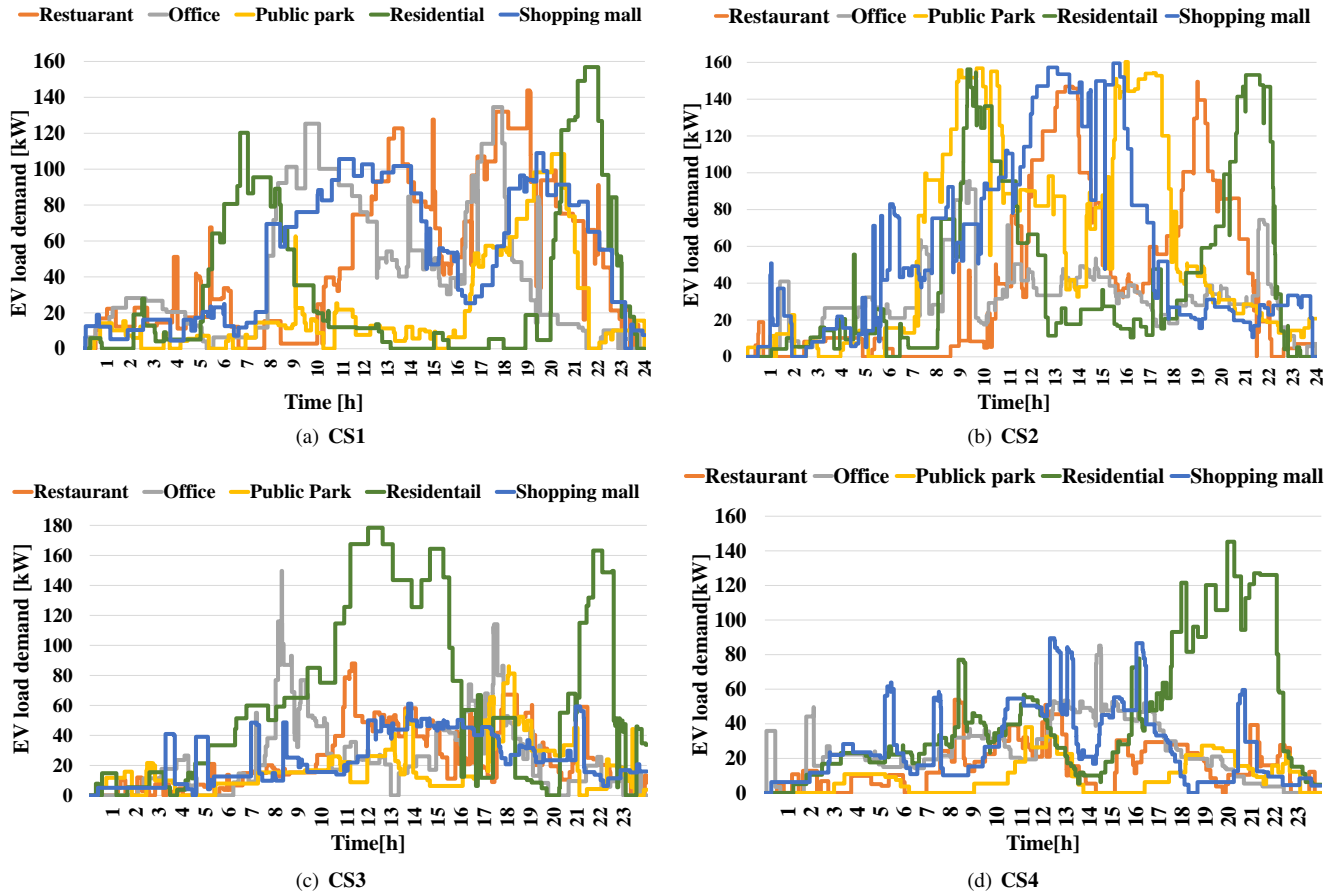 Restuarant Office Public park Residential Shopping mall
EV load demand [kW]
160
140
120
100
80
60
40
20
0
1 2 3 4 5 6 7 8 9 10 11 12 13 14 15 16 17 18 19 20 21 22 23 24
Time [h]
(a) CS1
Restaurant Office Public Park Residentail Shopping mall
EV load demand [kW]
160
140
120
100
80
60
40
20
0
1 2 3 4 5 6 7 8 9 10 11 12 13 14 15 16 17 18 19 20 21 22 23 24
Time[h]
(b) CS2
Restaurant Office Public Park Residentail Shopping mall
EV load demand [kW]
180
160
140
120
100
80
60
40
20
0
1 2 3 4 5 6 7 8 9 10 11 12 13 14 15 16 17 18 19 20 21 22 23
Time[h]
(c) CS3
Restaurant Office Publick park Residential Shopping mall
EV load demand[kW]
160
140
120
100
80
60
40
20
0
1 2 3 4 5 6 7 8 9 10 11 12 13 14 15 16 17 18 19 20 21 22 23
Time[h]
(d) CS4